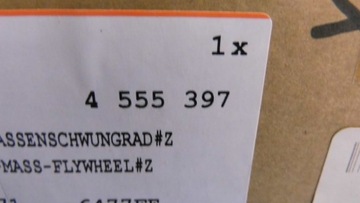 1x
4 555 397
ASSENSCHWUNGRAD#Z
MASS-FLYWHEEL#Z